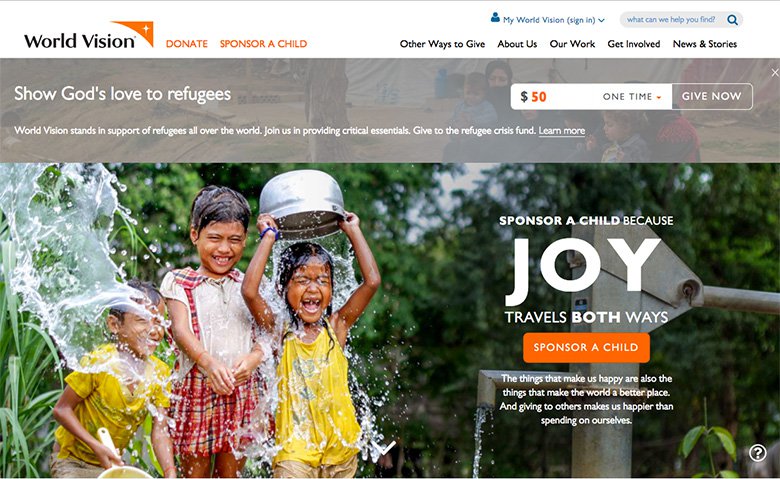 My World Vision (sign in)
what can we help you find?
World Vision
DONATE SPONSOR A CHILD
Other Ways to Give About Us Our Work Get Involved News & Stories
X
Show God's love to refugees
$ 50 ONE TIME GIVE NOW
World Vision stands in support of refugees all over the world. Join us in providing critical essentials. Give to the refugee crisis fund. Learn more
SPONSOR A CHILD BECAUSE
JOY
TRAVELS BOTH WAYS
SPONSOR A CHILD
The things that make us happy are also the
things that make the world a better place.
And giving to others makes us happier than
spending on ourselves.
?